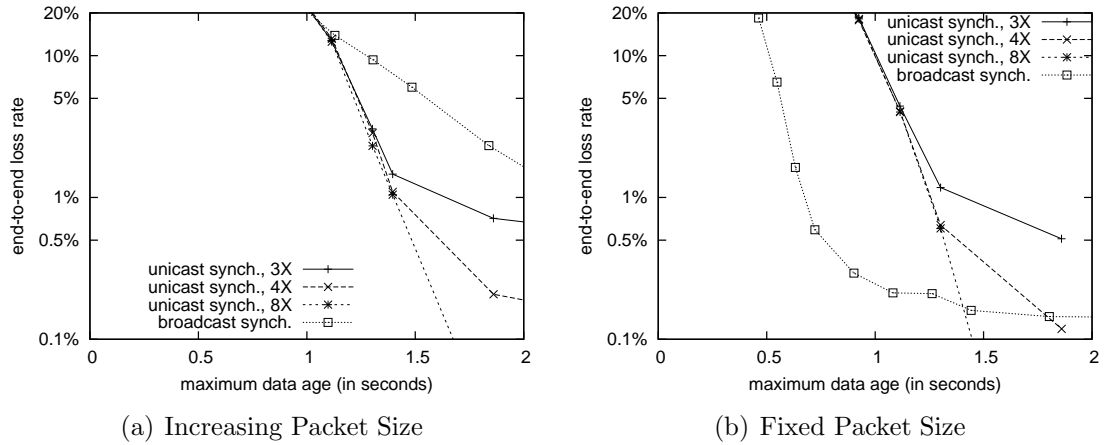 20%
10%
5%
1%
0.5%
0.1%
end-to-end loss rate
unicast synch., 3X
unicast synch., 4X
unicast synch., 8X
broadcast synch.
0 0.5 1 1.5 2
maximum data age (in seconds)
(a) Increasing Packet Size
20%
10%
5%
1%
0.5%
0.1%
end-to-end loss rate
unicast synch., 3X
unicast synch., 4X
unicast synch., 8X
broadcast synch.
0 0.5 1 1.5 2
maximum data age (in seconds)
(b) Fixed Packet Size